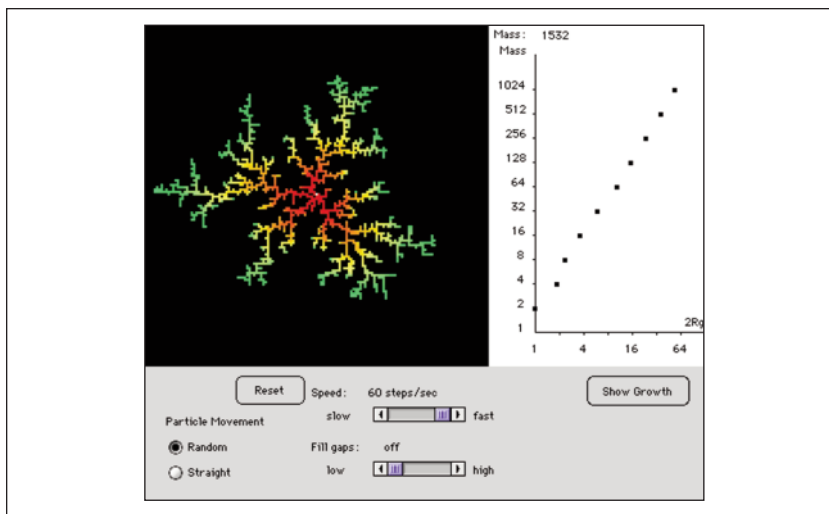 Mass: 1532
Mass
1024
512
256
128
64
32
16
8
4
2
1
2Rg
1 4 16 64
Reset Speed: 60 steps/sec Show Growth
slow fast
Particle Movement
Random Fill gaps: off
Straight low high